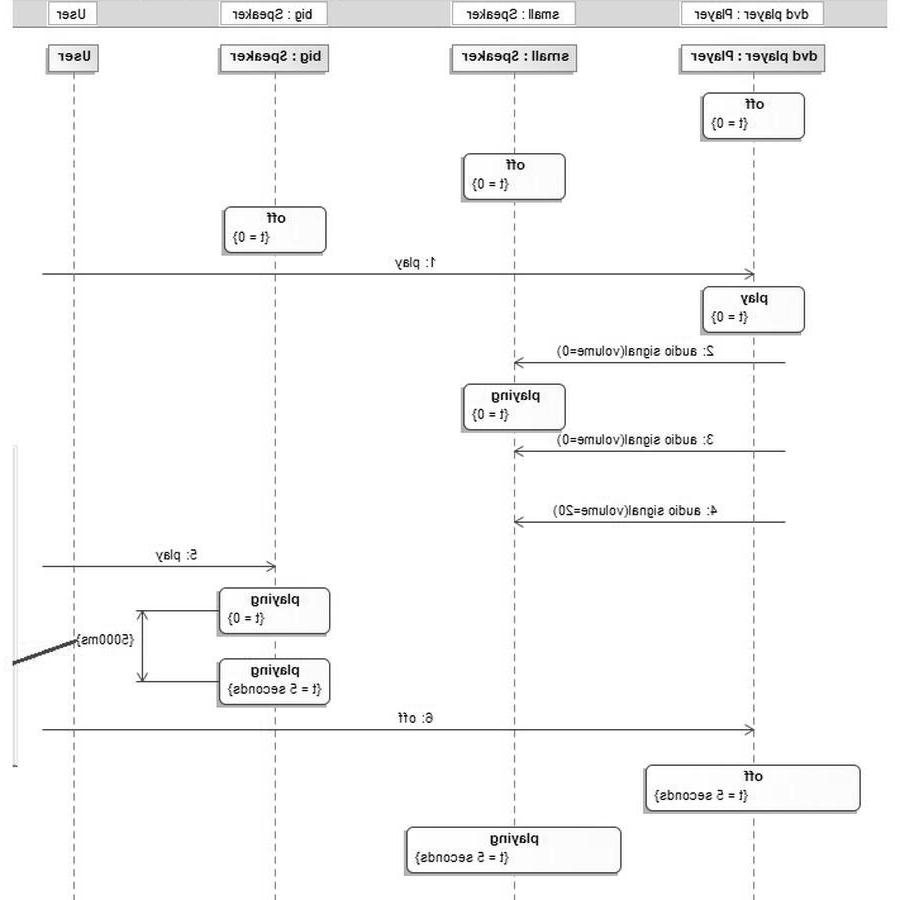 dvd player : Player
small : Speaker
big : Speaker
User
dvd player : Player
small : Speaker
big : Speaker
User
off
{t = 0}
off
{t = 0}
off
{t = 0}
1: play
play
{t = 0}
2: audio signal(volume=0)
playing
{t = 0}
3: audio signal(volume=0)
4: audio signal(volume=20)
5: play
playing
{t = 0}
{5000ms}
playing
{t = 5 seconds}
6: off
off
{t = 5 seconds}
playing
{t = 5 seconds}